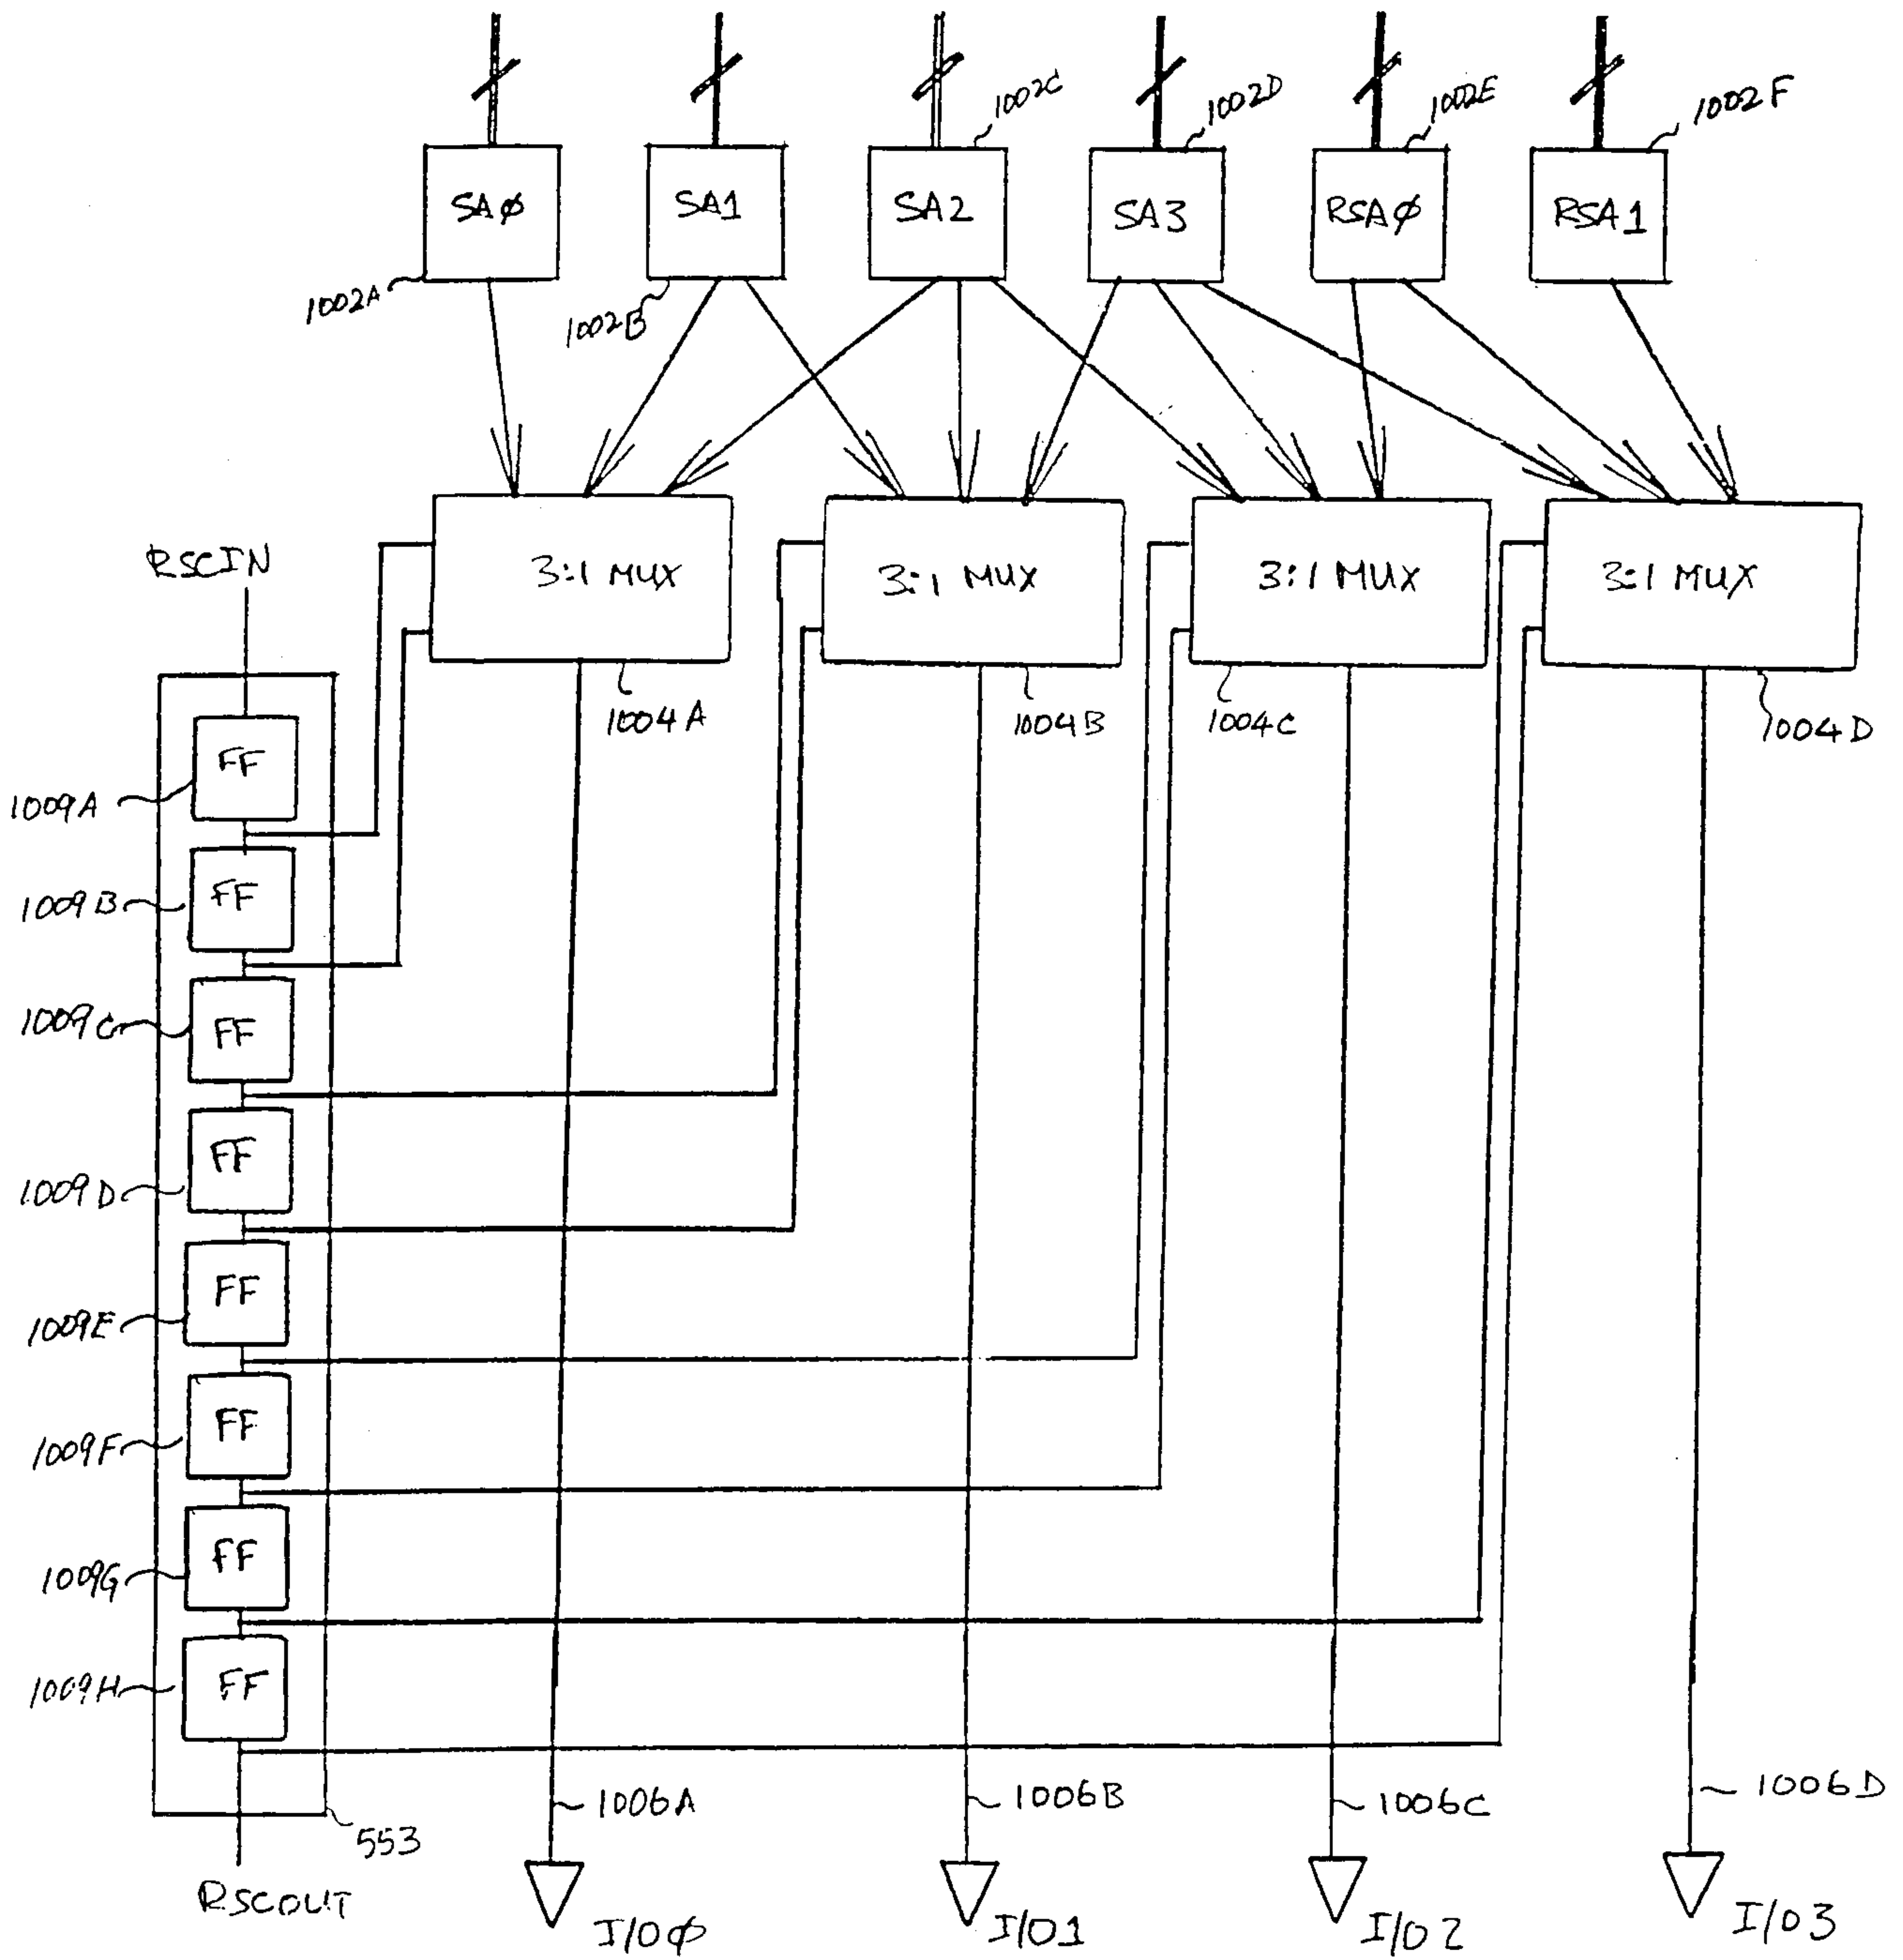 1002C
1002D
1002E
1002F
SAφ
SA1
SA2
SA3
RSAφ
RSA1
1002A
1002B
RSCIN
3:1 MUX
3:1 MUX
3:1 MUX
3:1 MUX
1004A
1004B
1004C
1004D
FF
1009A
FF
1009B
FF
1009C
FF
1009D
FF
1009E
FF
1009F
FF
1009G
FF
1009H
1006A
1006B
1006C
1006D
553
RSCOUT
I/Oφ
I/O1
I/O2
I/O3